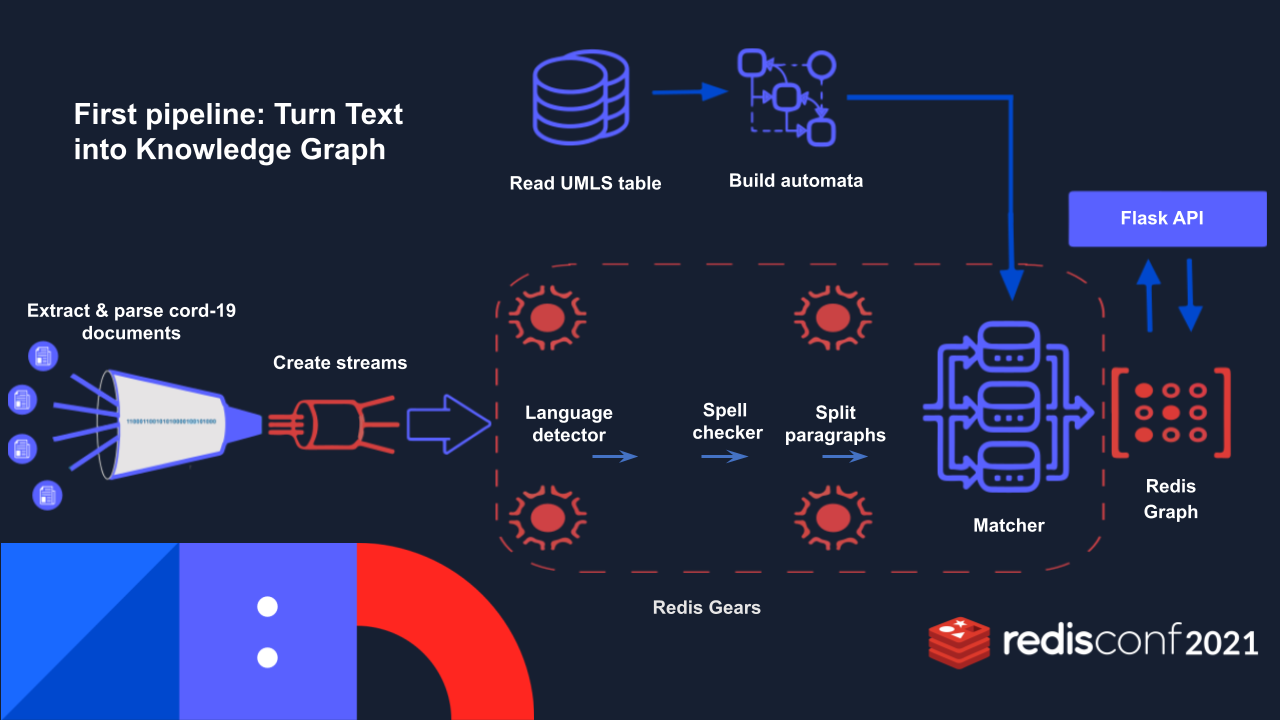 First pipeline: Turn Text
into Knowledge Graph
Read UMLS table
Build automata
Flask API
Extract & parse cord-19
documents
Create streams
Language
detector
Spell
checker
Split
paragraphs
Matcher
Redis
Graph
Redis Gears
redisconf 2021